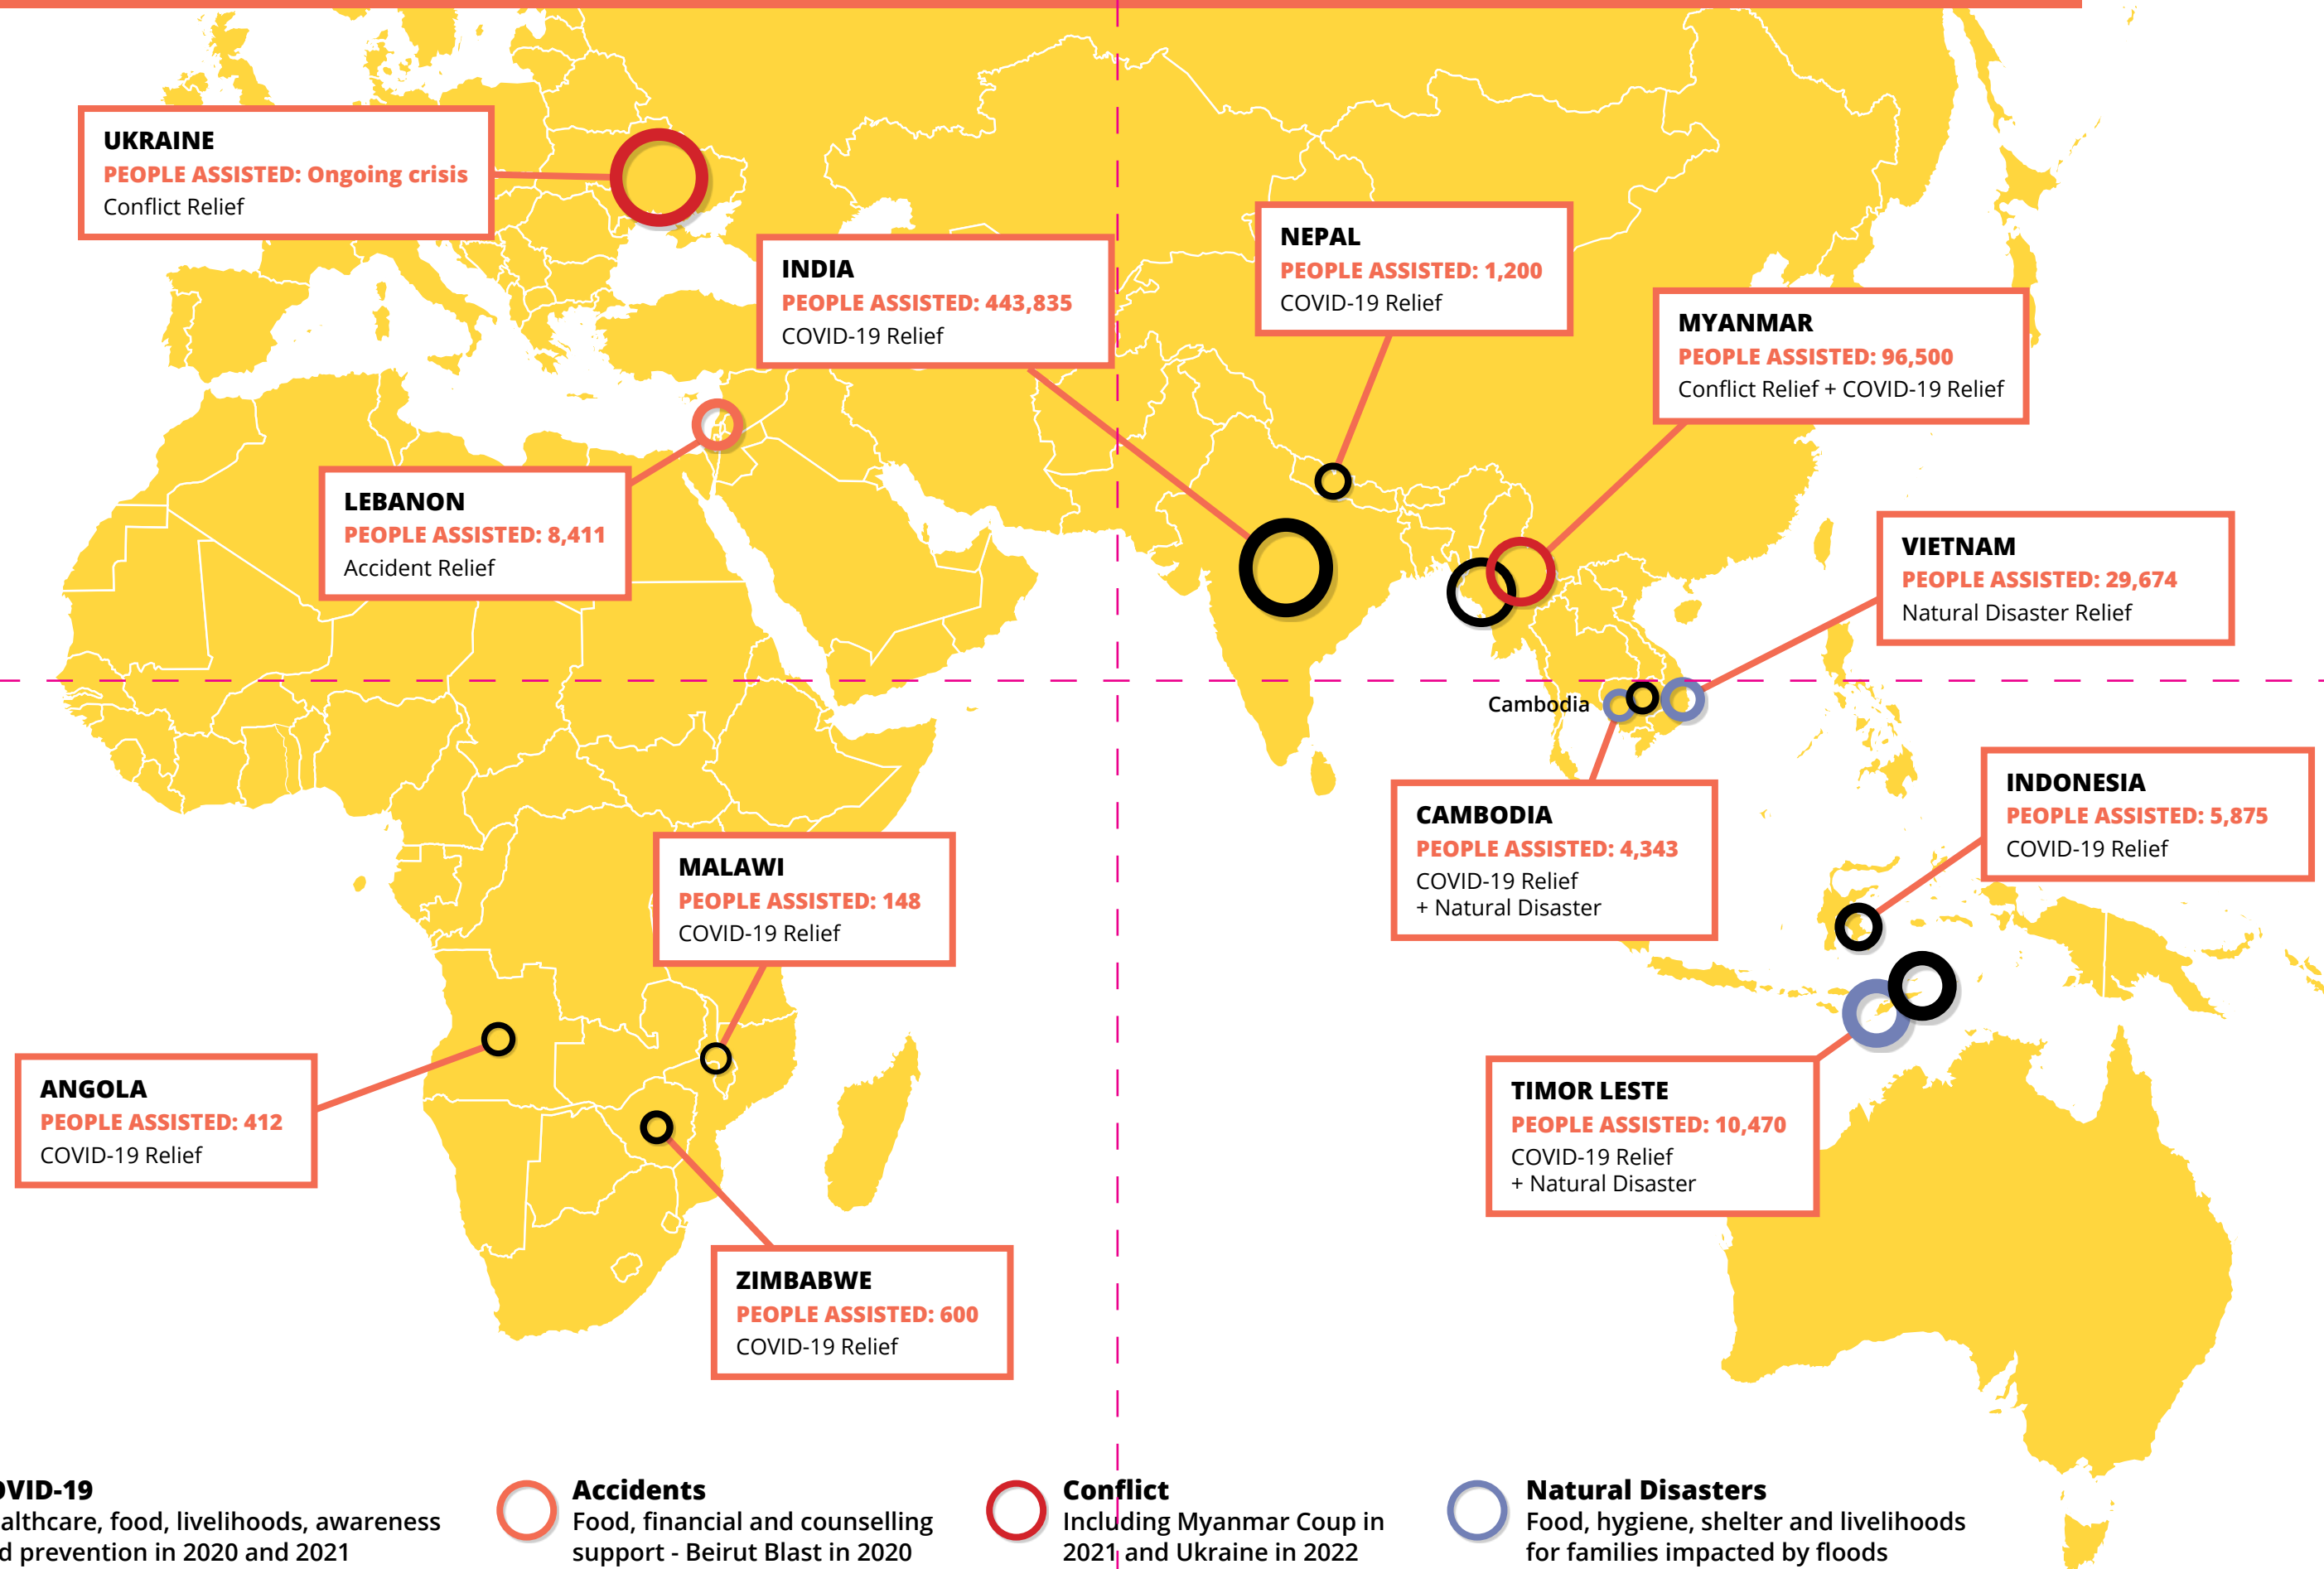 UKRAINE
PEOPLE ASSISTED: Ongoing crisis
Conflict Relief
INDIA
PEOPLE ASSISTED: 443,835
COVID-19 Relief
NEPAL
PEOPLE ASSISTED: 1,200
COVID-19 Relief
MYANMAR
PEOPLE ASSISTED: 96,500
Conflict Relief + COVID-19 Relief
LEBANON
PEOPLE ASSISTED: 8,411
Accident Relief
VIETNAM
PEOPLE ASSISTED: 29,674
Natural Disaster Relief
Cambodia
CAMBODIA
PEOPLE ASSISTED: 4,343
COVID-19 Relief
+ Natural Disaster
INDONESIA
PEOPLE ASSISTED: 5,875
COVID-19 Relief
MALAWI
PEOPLE ASSISTED: 148
COVID-19 Relief
ANGOLA
PEOPLE ASSISTED: 412
COVID-19 Relief
TIMOR LESTE
PEOPLE ASSISTED: 10,470
COVID-19 Relief
+ Natural Disaster
ZIMBABWE
PEOPLE ASSISTED: 600
COVID-19 Relief
OVID-19
althcare, food, livelihoods, awareness
d prevention in 2020 and 2021
Accidents
Food, financial and counselling
support - Beirut Blast in 2020
Conflict
Including Myanmar Coup in
2021 and Ukraine in 2022
Natural Disasters
Food, hygiene, shelter and livelihoods
for families impacted by floods